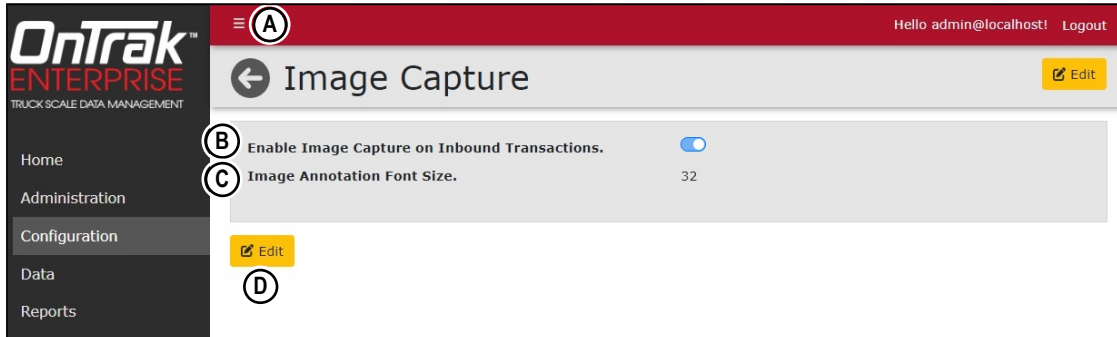 OnTrak™
ENTERPRISE
TRUCK SCALE DATA MANAGEMENT
Home
Administration
Configuration
Data
Reports
A
Hello admin@localhost! Logout
Image Capture
Edit
B
Enable Image Capture on Inbound Transactions.
C
Image Annotation Font Size. 32
Edit
D